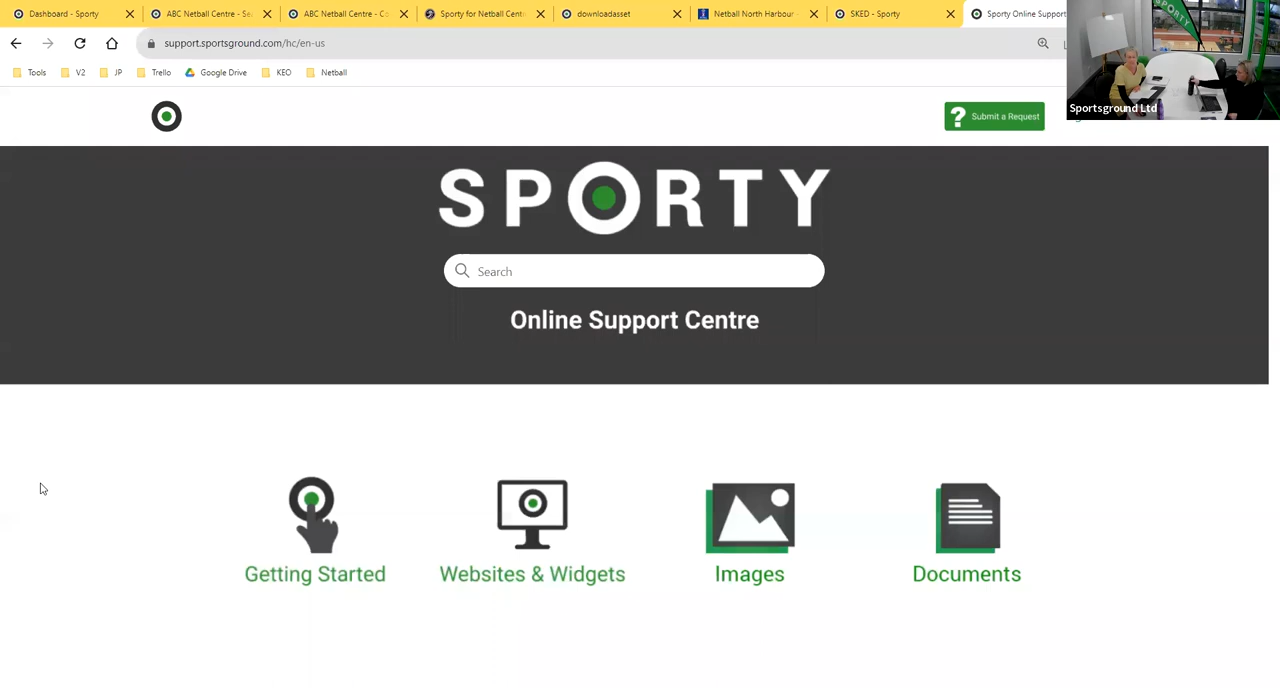 Dashboard - Sporty
ABC Netball Centre - Se
ABC Netball Centre - Co
Sporty for Netball Cent
downloadasset
Netball North Harbour -
SKED - Sporty
Sporty Online Support
support.sportsground.com/hc/en-us
Tools
V2
JP
Trello
Google Drive
KEO
Netball
SPORTY
Sportsground Ltd
? Submit a Request
SPORTY
Search
Online Support Centre
Getting Started
Websites & Widgets
Images
Documents